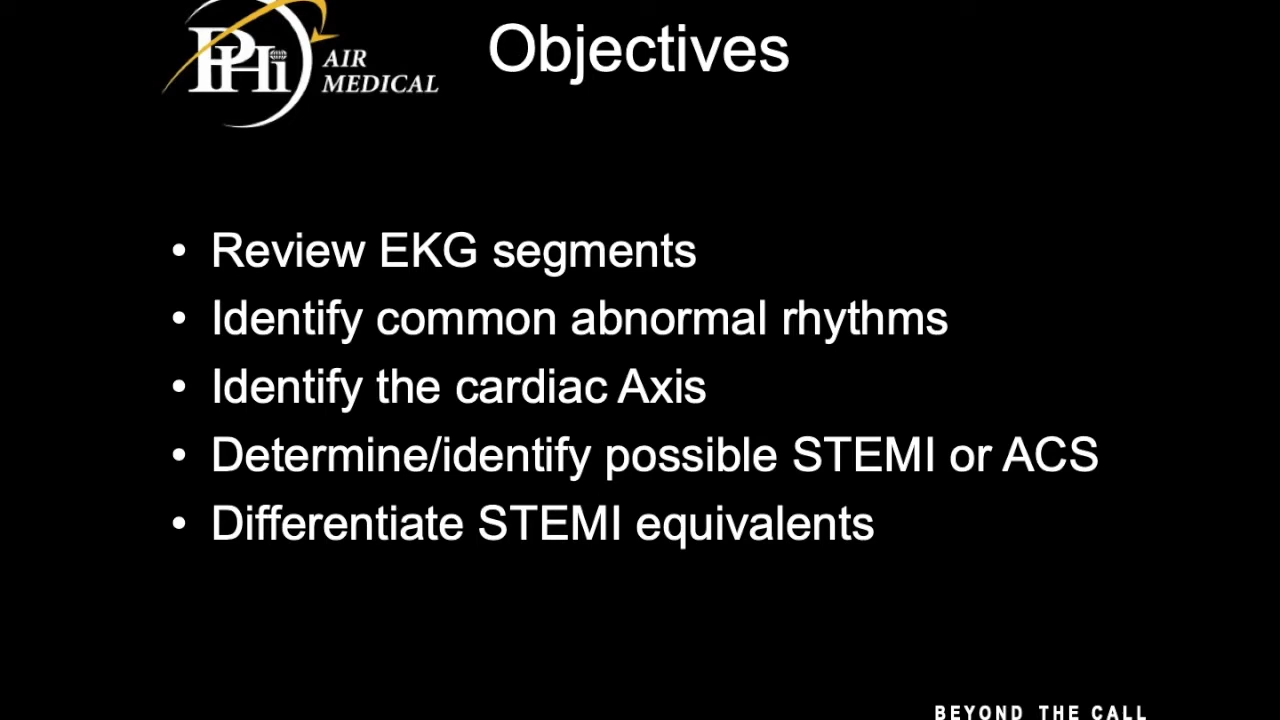 PHi AIR
MEDICAL
Objectives
• Review EKG segments
• Identify common abnormal rhythms
• Identify the cardiac Axis
• Determine/identify possible STEMI or ACS
• Differentiate STEMI equivalents
BEYOND THE CALL